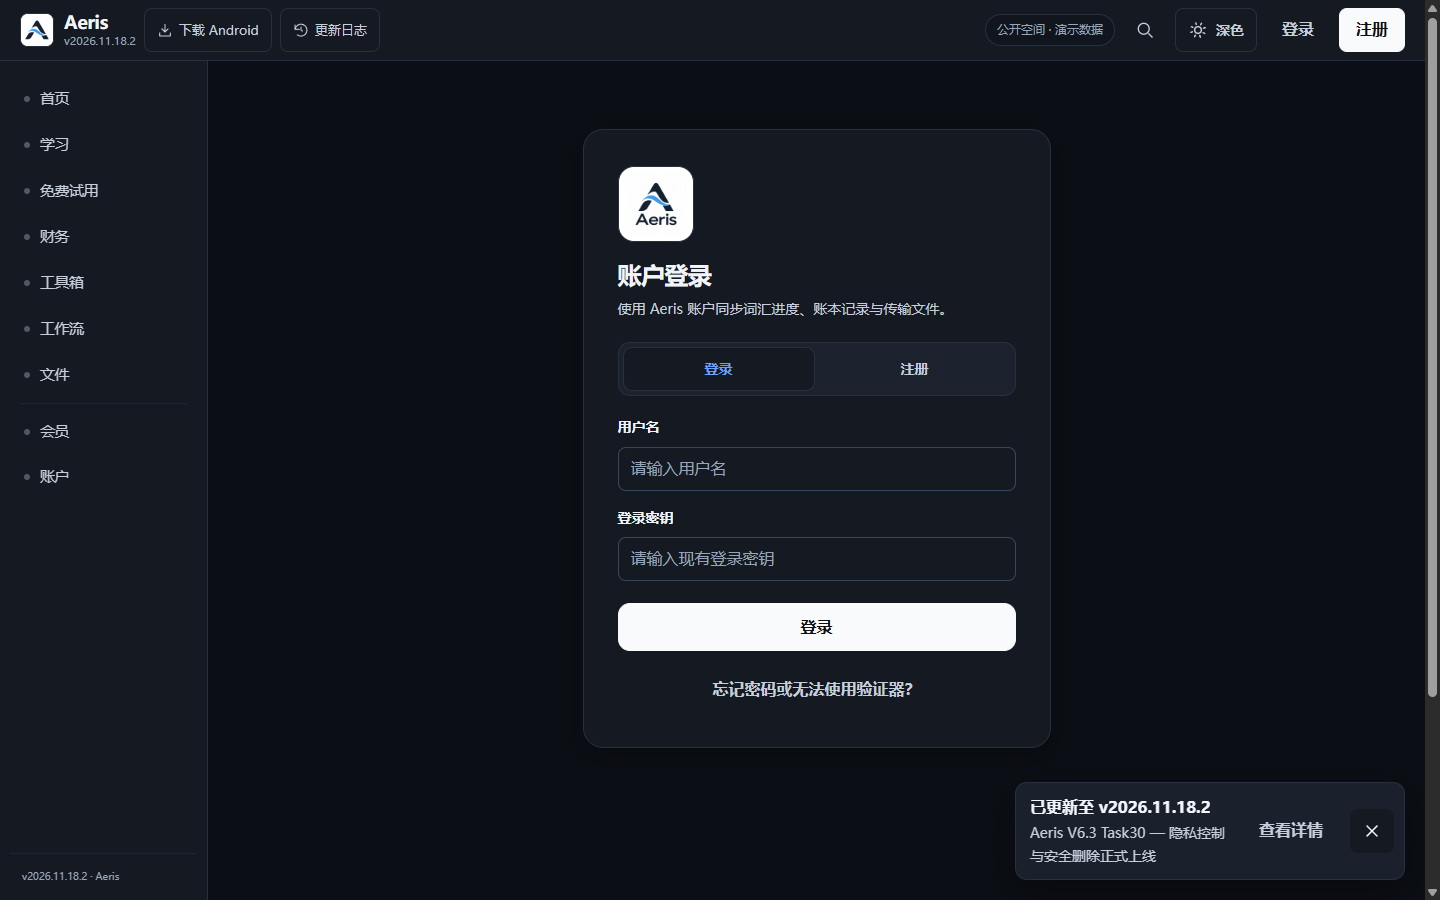 Aeris
v2026.11.18.2
下载 Android
更新日志
公开空间 · 演示数据
深色
登录
注册
首页
学习
免费试用
财务
工具箱
工作流
文件
会员
账户
v2026.11.18.2 · Aeris
Aeris
账户登录
使用 Aeris 账户同步词汇进度、账本记录与传输文件。
登录
注册
用户名
请输入用户名
登录密钥
请输入现有登录密钥
登录
忘记密码或无法使用验证器?
已更新至 v2026.11.18.2
Aeris V6.3 Task30 — 隐私控制
与安全删除正式上线
查看详情